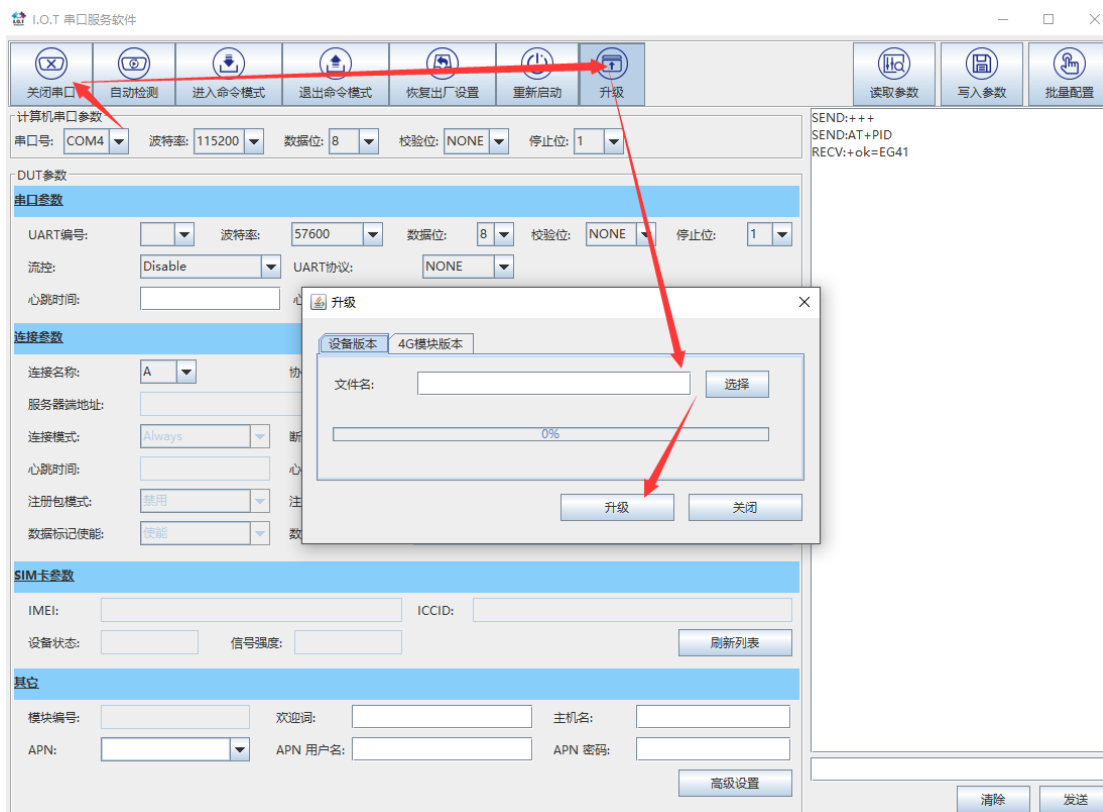 I.O.T 串口服务软件
关闭串口 自动检测 进入命令模式 退出命令模式 恢复出厂设置 重新启动 升级 读取参数 写入参数 批量配置
计算机串口参数
串口号: COM4 波特率: 115200 数据位: 8 校验位: NONE 停止位: 1
SEND:+++
SEND:AT+PID
RECV:+ok=EG41
DUT参数
串口参数
UART编号: 波特率: 57600 数据位: 8 校验位: NONE 停止位: 1
流控: Disable UART协议: NONE
心跳时间: 心
升级
设备版本 4G模块版本
文件名: 选择
0%
升级 关闭
连接参数
连接名称: A 协
服务器端地址:
连接模式: Always 断
心跳时间: 心
注册包模式: 禁用 注
数据标记使能: 使能 数
SIM卡参数
IMEI: ICCID:
设备状态: 信号强度: 刷新列表
其它
模块编号: 欢迎词: 主机名:
APN: APN 用户名: APN 密码:
高级设置
清除 发送